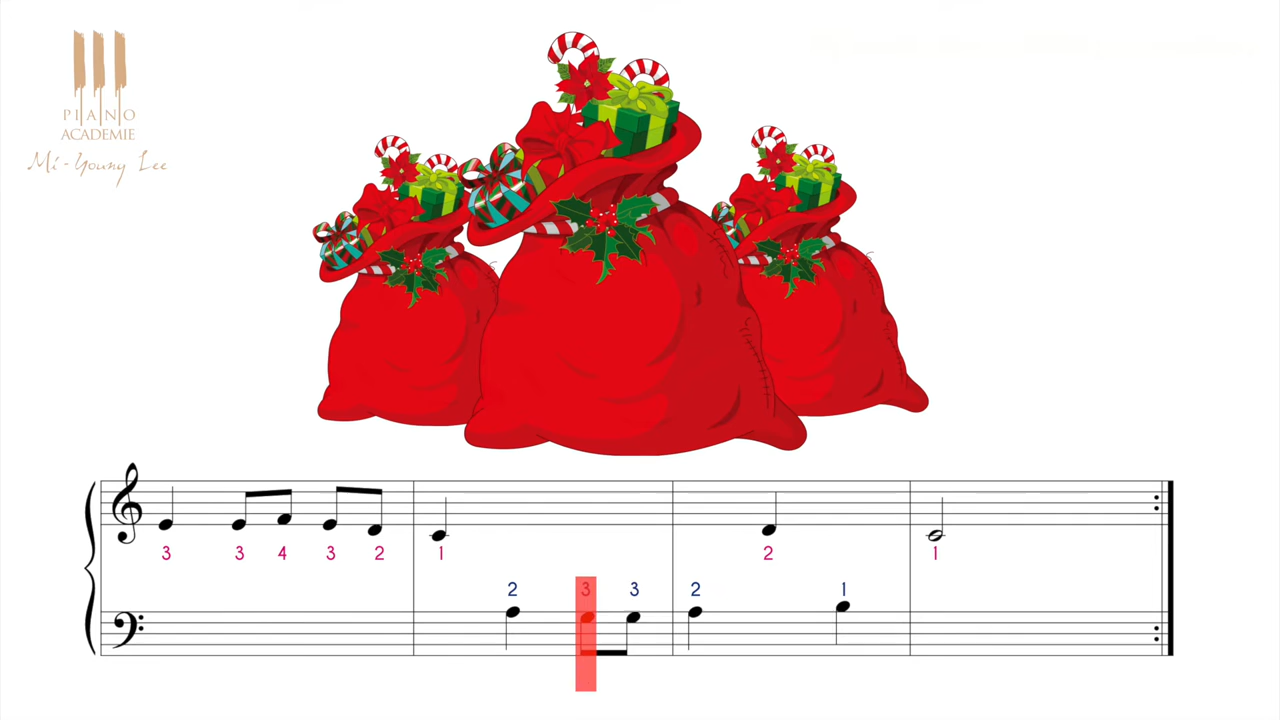 PIANO
ACADEMIE
Mi-Young Lee
3 3 4 3 2 1 2 1
2 3 3 2 1